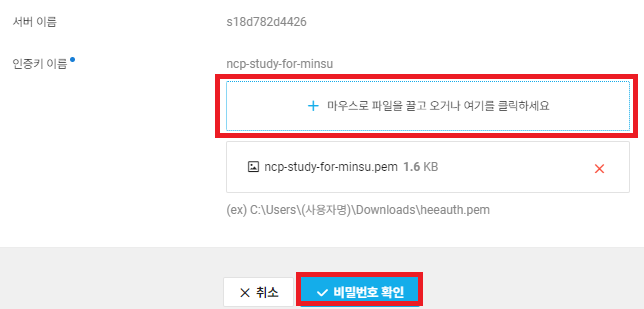 서버 이름 s18d782d4426
인증키 이름 ncp-study-for-minsu
+ 마우스로 파일을 끌고 오거나 여기를 클릭하세요
ncp-study-for-minsu.pem 1.6 KB
(ex) C:\Users\(사용자명)\Downloads\heeauth.pem
취소 비밀번호 확인